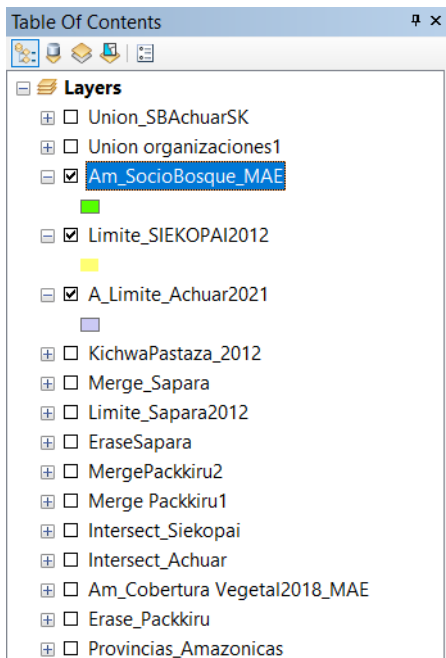 Table Of Contents
Layers
Union_SBAchuarSK
Union organizaciones1
Am_SocioBosque_MAE
Limite_SIEKOPAI2012
A_Limite_Achuar2021
KichwaPastaza_2012
Merge_Sapara
Limite_Sapara2012
EraseSapara
MergePackkiru2
Merge Packkiru1
Intersect_Siekopai
Intersect_Achuar
Am_Cobertura Vegetal2018_MAE
Erase_Packkiru
Provincias_Amazonicas